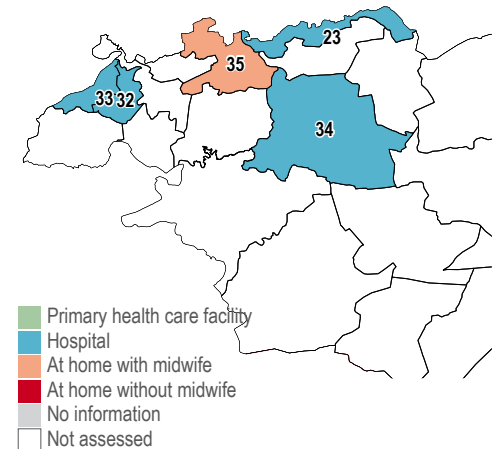 23
35
33 32
34
Primary health care facility
Hospital
At home with midwife
At home without midwife
No information
Not assessed